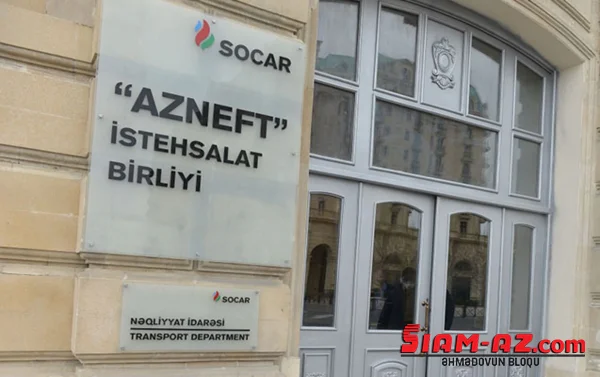 SOCAR
“AZNEFT”
İSTEHSALAT
BİRLİYİ
SOCAR
NƏQLİYYAT İDARƏSİ
TRANSPORT DEPARTMENT
SIAM-AZ.com
ƏHMƏDOVUN BLOQU